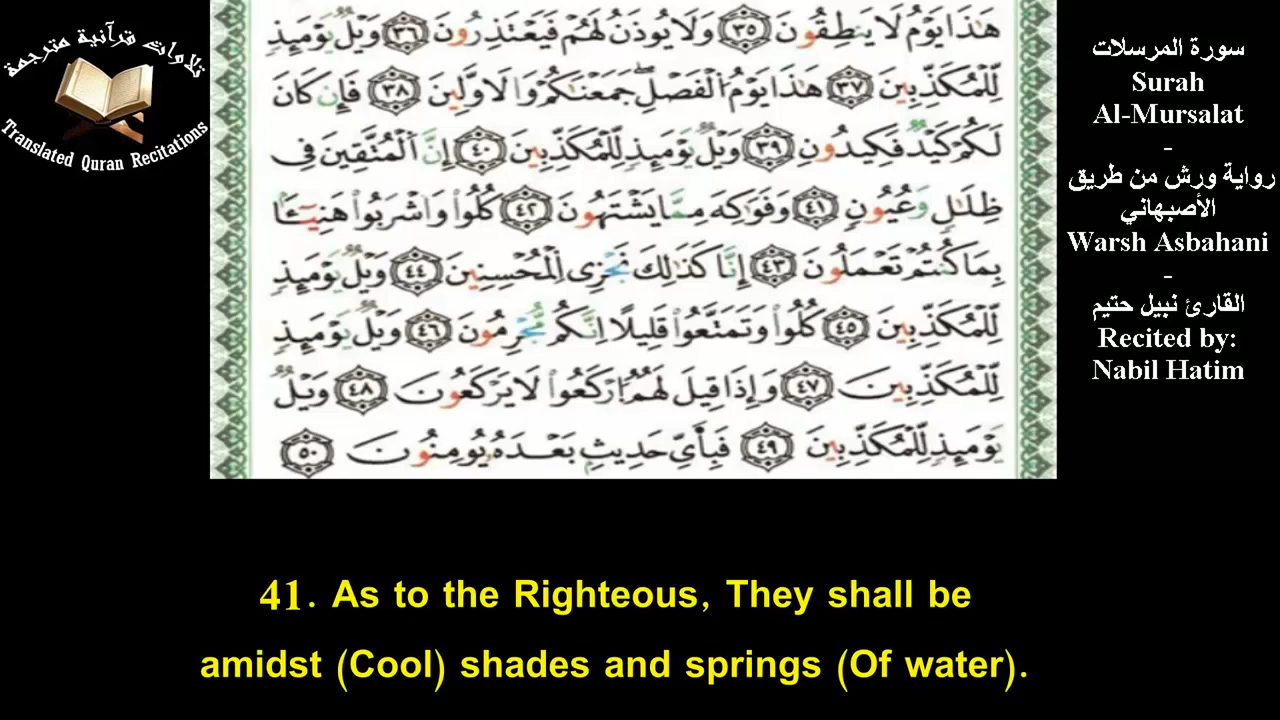 تلاوات قرآنية مترجمة
Translated Quran Recitations
هَٰذَا يَوْمُ لَا يَنطِقُونَ ٣٥ وَلَا يُوذَنُ لَهُمْ فَيَعْتَذِرُونَ ٣٦ وَيْلٌ يَوْمَئِذٍ
لِّلْمُكَذِّبِينَ ٣٧ هَٰذَا يَوْمُ الْفَصْلِ جَمَعْنَٰكُمْ وَالَاوَّلِينَ ٣٨ فَإِن كَانَ
لَكُمْ كَيْدٌ فَكِيدُونِ ٣٩ وَيْلٌ يَوْمَئِذٍ لِّلْمُكَذِّبِينَ ٤٠ إِنَّ الْمُتَّقِينَ فِى
ظِلَٰلٍ وَعُيُونٍ ٤١ وَفَوَٰكِهَ مِمَّا يَشْتَهُونَ ٤٢ كُلُوا وَاشْرَبُوا هَنِيٓـًٔا
بِمَا كُنتُمْ تَعْمَلُونَ ٤٣ إِنَّا كَذَٰلِكَ نَجْزِى الْمُحْسِنِينَ ٤٤ وَيْلٌ يَوْمَئِذٍ
لِّلْمُكَذِّبِينَ ٤٥ كُلُوا وَتَمَتَّعُوا قَلِيلًا اِنَّكُم مُّجْرِمُونَ ٤٦ وَيْلٌ يَوْمَئِذٍ
لِّلْمُكَذِّبِينَ ٤٧ وَإِذَا قِيلَ لَهُمُ ارْكَعُوا لَا يَرْكَعُونَ ٤٨ وَيْلٌ
يَوْمَئِذٍ لِّلْمُكَذِّبِينَ ٤٩ فَبِأَىِّ حَدِيثٍ بَعْدَهُ يُومِنُونَ ٥٠
سورة المرسلات
Surah
Al-Mursalat
-
رواية ورش من طريق
الأصبهاني
Warsh Asbahani
-
القارئ نبيل حتيم
Recited by:
Nabil Hatim
41. As to the Righteous, They shall be
amidst (Cool) shades and springs (Of water).